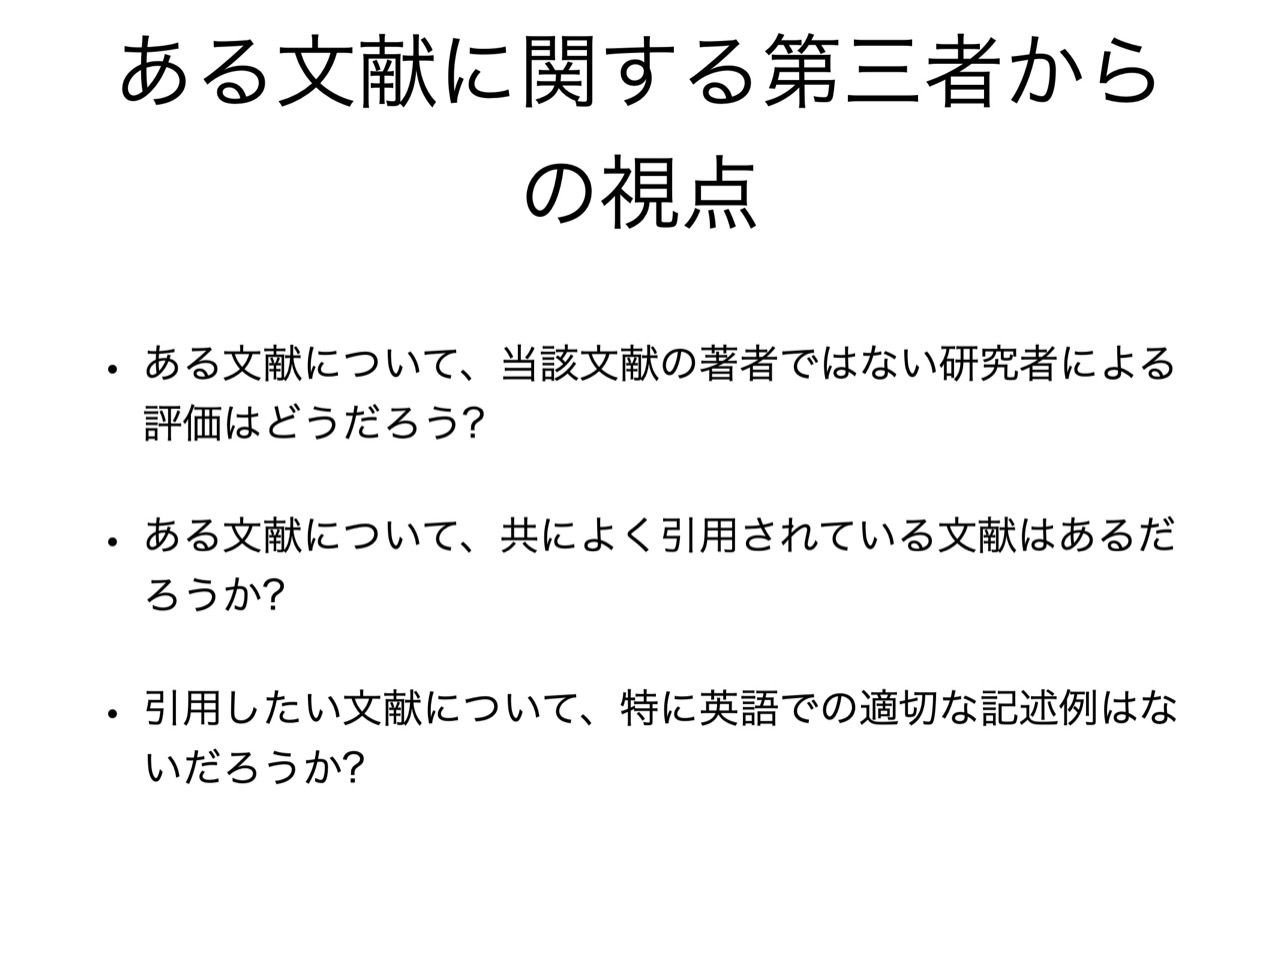 ある文献に関する第三者から
の視点
• ある文献について、当該文献の著者ではない研究者による
評価はどうだろう?
• ある文献について、共によく引用されている文献はあるだ
ろうか?
• 引用したい文献について、特に英語での適切な記述例はな
いだろうか?